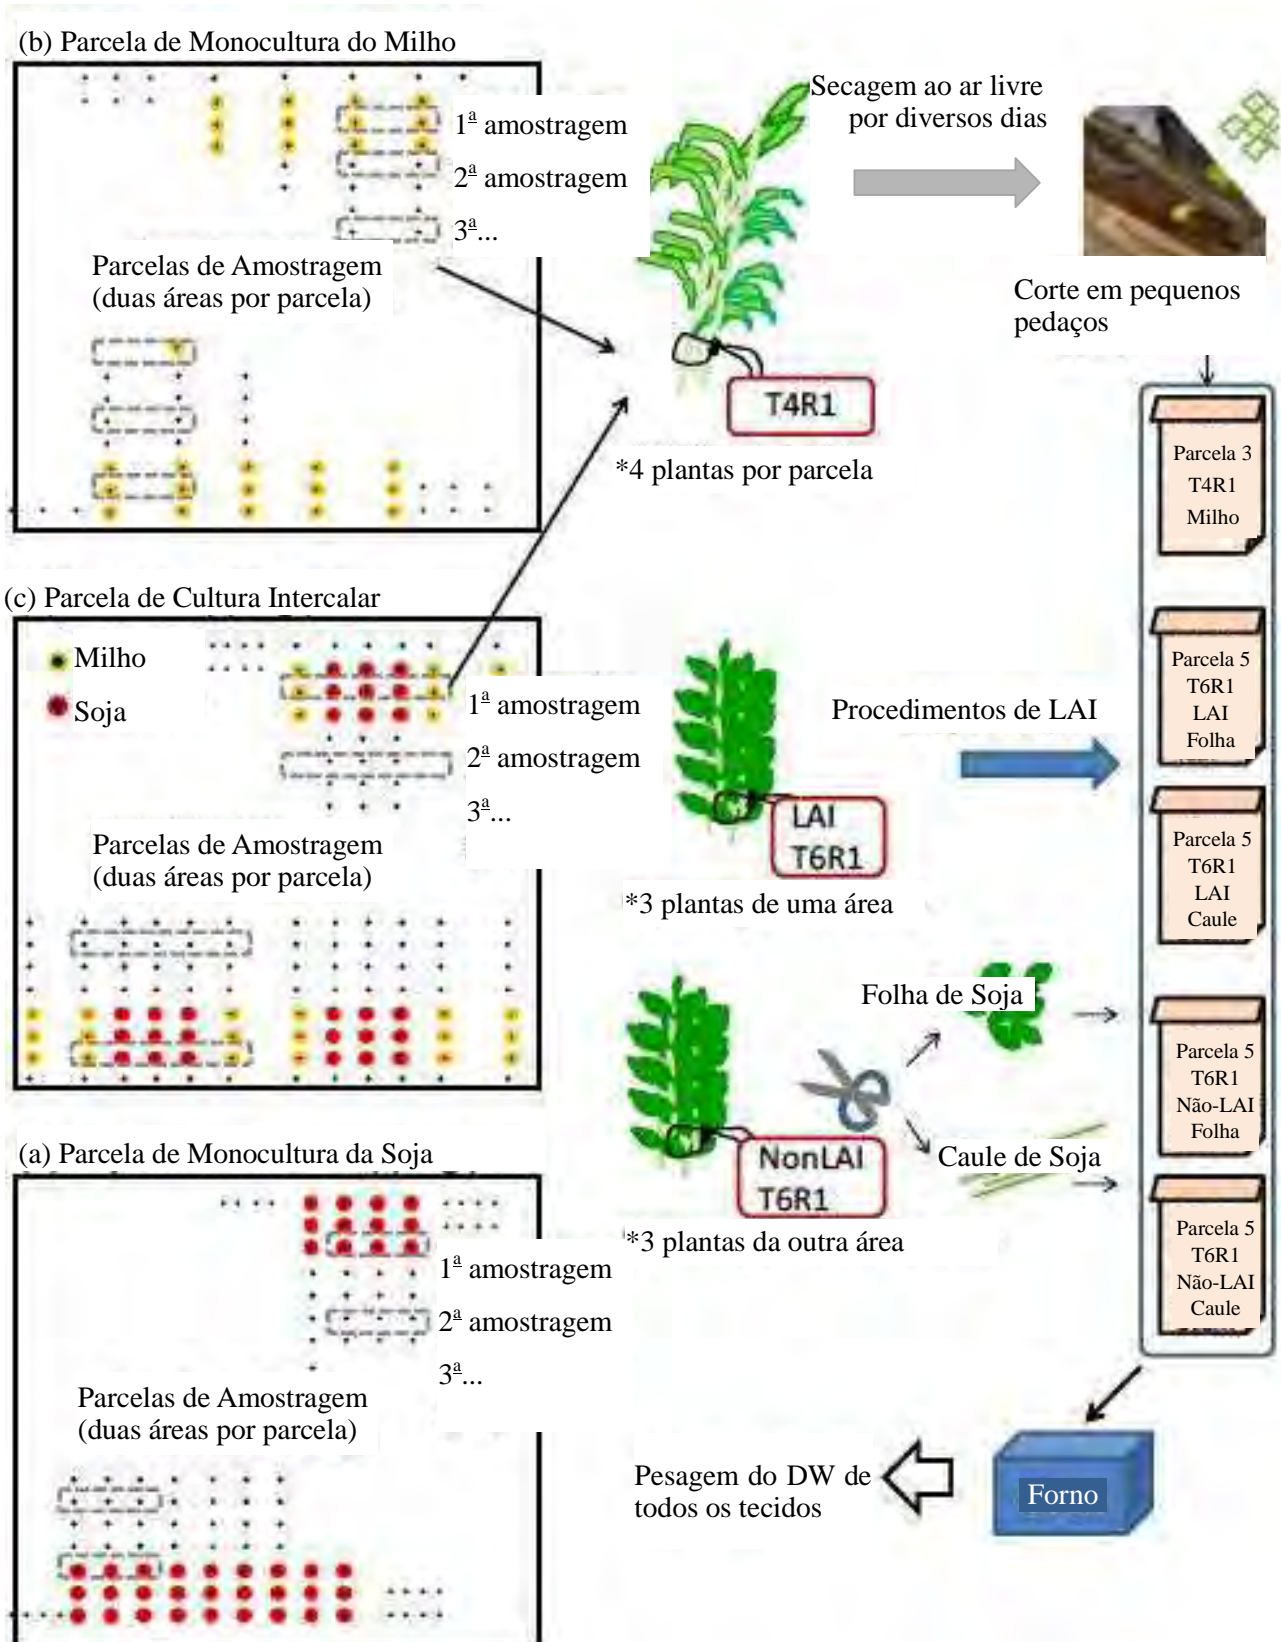 (b) Parcela de Monocultura do Milho
1ª amostragem
2ª amostragem
3ª...
Parcelas de Amostragem
(duas áreas por parcela)
Secagem ao ar livre
por diversos dias
Corte em pequenos
pedaços
T4R1
*4 plantas por parcela
Parcela 3
T4R1
Milho
(c) Parcela de Cultura Intercalar
Milho
Soja
1ª amostragem
2ª amostragem
3ª...
Parcelas de Amostragem
(duas áreas por parcela)
LAI
T6R1
*3 plantas de uma área
Procedimentos de LAI
Parcela 5
T6R1
LAI
Folha
Parcela 5
T6R1
LAI
Caule
Folha de Soja
NonLAI
T6R1
Caule de Soja
*3 plantas da outra área
Parcela 5
T6R1
Não-LAI
Folha
Parcela 5
T6R1
Não-LAI
Caule
(a) Parcela de Monocultura da Soja
1ª amostragem
2ª amostragem
3ª...
Parcelas de Amostragem
(duas áreas por parcela)
Forno
Pesagem do DW de
todos os tecidos